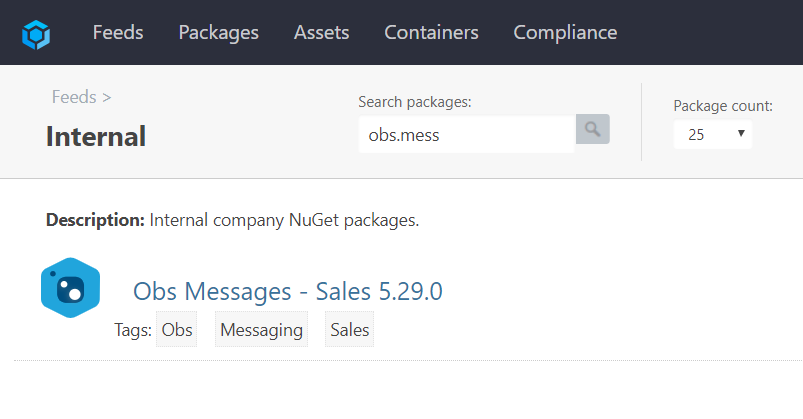 Feeds Packages Assets Containers Compliance
Feeds >
Internal
Search packages:
obs.mess
Package count:
25
Description: Internal company NuGet packages.
Obs Messages - Sales 5.29.0
Tags: Obs Messaging Sales